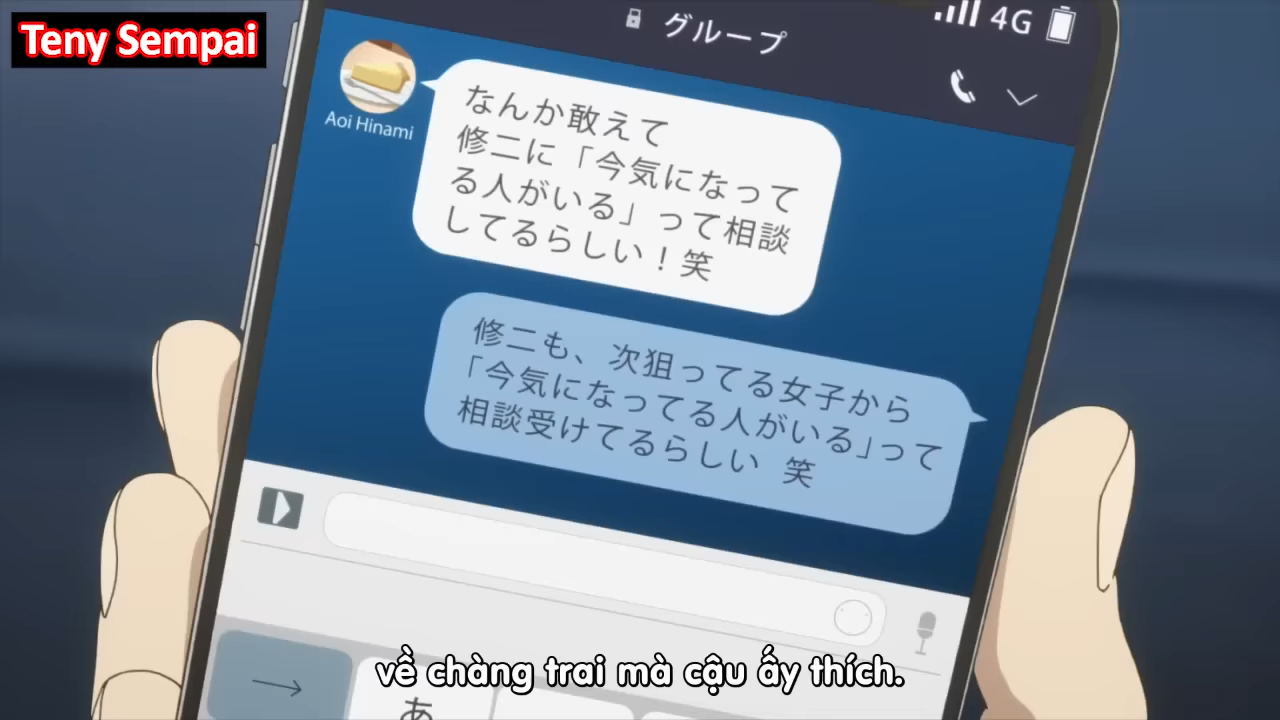 Teny Sempai
グループ
4G
Aoi Hinami
なんか敢えて
修二に「今気になって
る人がいる」って相談
してるらしい！笑
修二も、次狙ってる女子から
「今気になってる人がいる」って
相談受けてるらしい 笑
→
あ
về chàng trai mà cậu ấy thích.